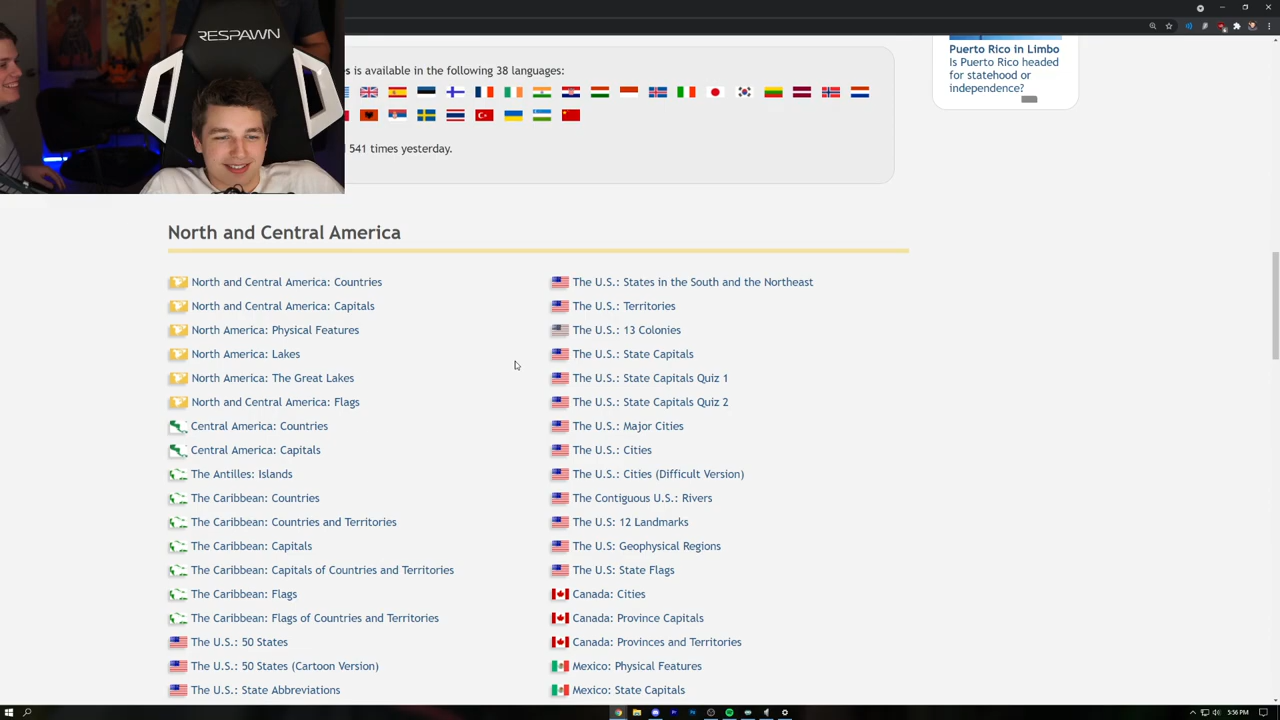 RESPAWN
s is available in the following 38 languages:
541 times yesterday.
Puerto Rico in Limbo
Is Puerto Rico headed
for statehood or
independence?
North and Central America
North and Central America: Countries
North and Central America: Capitals
North America: Physical Features
North America: Lakes
North America: The Great Lakes
North and Central America: Flags
Central America: Countries
Central America: Capitals
The Antilles: Islands
The Caribbean: Countries
The Caribbean: Countries and Territories
The Caribbean: Capitals
The Caribbean: Capitals of Countries and Territories
The Caribbean: Flags
The Caribbean: Flags of Countries and Territories
The U.S.: 50 States
The U.S.: 50 States (Cartoon Version)
The U.S.: State Abbreviations
The U.S.: States in the South and the Northeast
The U.S.: Territories
The U.S.: 13 Colonies
The U.S.: State Capitals
The U.S.: State Capitals Quiz 1
The U.S.: State Capitals Quiz 2
The U.S.: Major Cities
The U.S.: Cities
The U.S.: Cities (Difficult Version)
The Contiguous U.S.: Rivers
The U.S: 12 Landmarks
The U.S: Geophysical Regions
The U.S: State Flags
Canada: Cities
Canada: Province Capitals
Canada: Provinces and Territories
Mexico: Physical Features
Mexico: State Capitals
5:56 PM